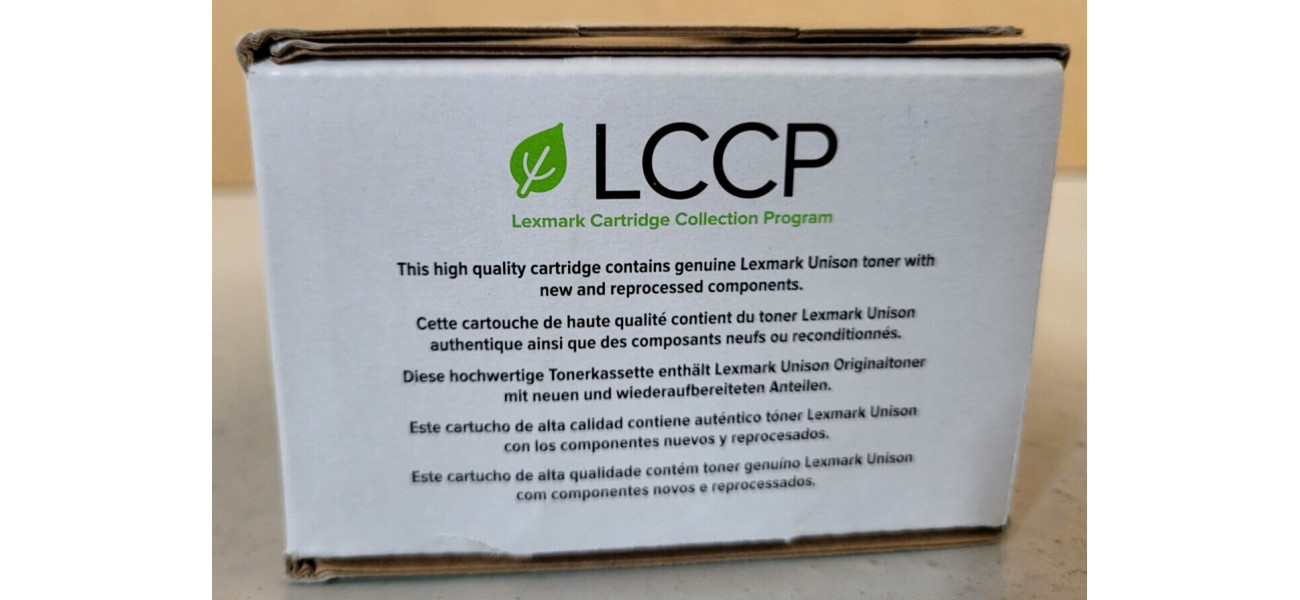 LCCP
Lexmark Cartridge Collection Program
This high quality cartridge contains genuine Lexmark Unison toner with
new and reprocessed components.
Cette cartouche de haute qualité contient du toner Lexmark Unison
authentique ainsi que des composants neufs ou reconditionnés.
Diese hochwertige Tonerkassette enthält Lexmark Unison Originaltoner
mit neuen und wiederaufbereiteten Anteilen.
Este cartucho de alta calidad contiene auténtico tóner Lexmark Unison
con los componentes nuevos y reprocesados.
Este cartucho de alta qualidade contém toner genuíno Lexmark Unison
com componentes novos e reprocessados.